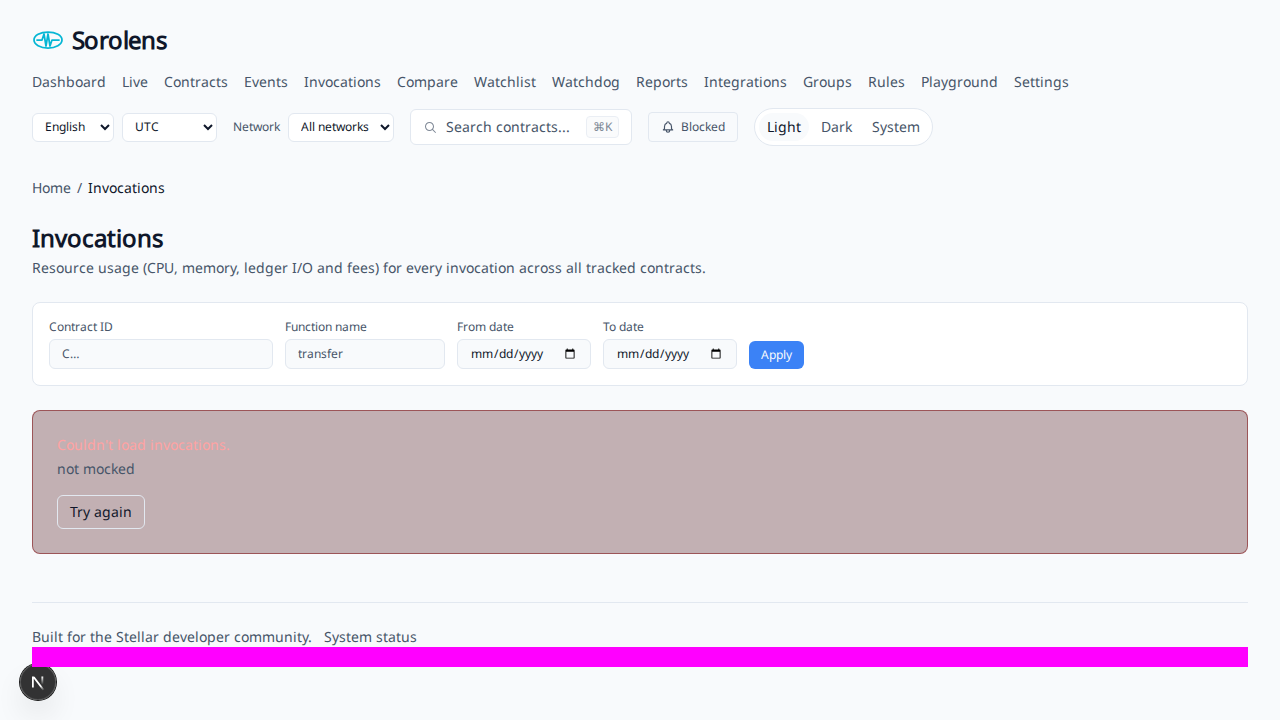 Sorolens
Dashboard Live Contracts Events Invocations Compare Watchlist Watchdog Reports Integrations Groups Rules Playground Settings
English UTC Network All networks Search contracts... ⌘K Blocked Light Dark System
Home / Invocations
Invocations
Resource usage (CPU, memory, ledger I/O and fees) for every invocation across all tracked contracts.
Contract ID Function name From date To date
C... transfer mm/dd/yyyy mm/dd/yyyy Apply
Couldn't load invocations.
not mocked
Try again
Built for the Stellar developer community. System status
N